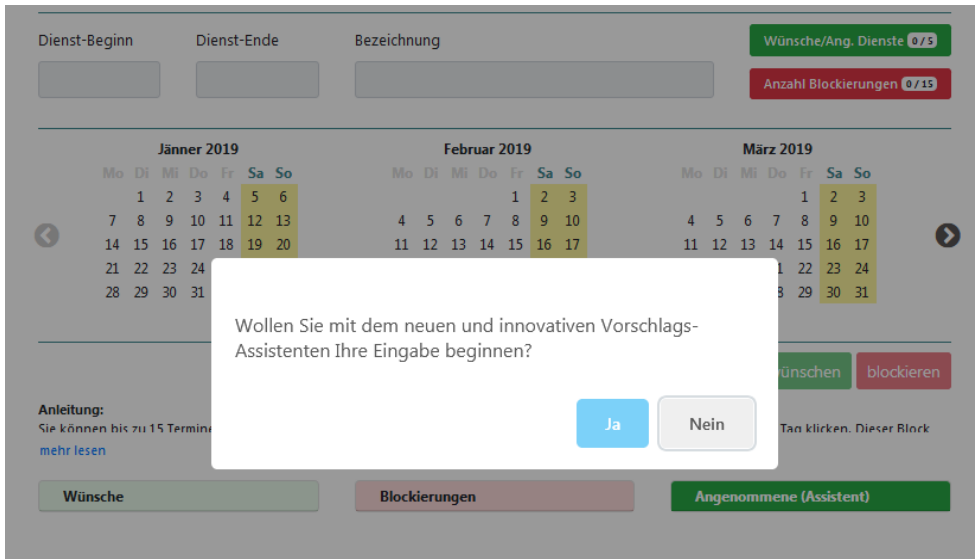 Dienst-Beginn Dienst-Ende Bezeichnung
Wünsche/Ang. Dienste 0 / 5
Anzahl Blockierungen 0 / 15
Jänner 2019 Februar 2019 März 2019
Mo Di Mi Do Fr Sa So Mo Di Mi Do Fr Sa So Mo Di Mi Do Fr Sa So
1 2 3 4 5 6 1 2 3 1 2 3
7 8 9 10 11 12 13 4 5 6 7 8 9 10 4 5 6 7 8 9 10
14 15 16 17 18 19 20 11 12 13 14 15 16 17 11 12 13 14 15 16 17
21 22 23 24 22 23 24
28 29 30 31 29 30 31
Wollen Sie mit dem neuen und innovativen Vorschlags-
Assistenten Ihre Eingabe beginnen?
Ja Nein
blockieren
Anleitung:
Sie können bis zu 15 Termine Tag klicken. Dieser Block
mehr lesen
Wünsche Blockierungen Angenommene (Assistent)